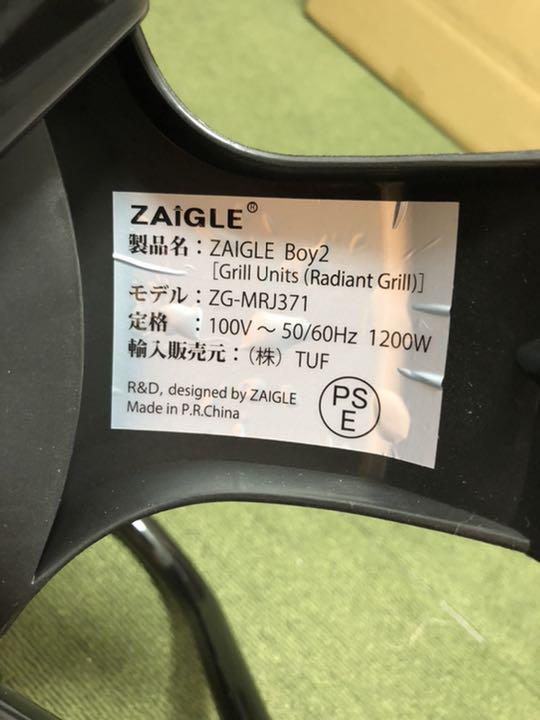 ZAIGLE®
製品名：ZAIGLE Boy2
[Grill Units (Radiant Grill)]
モデル：ZG-MRJ371
定格　：100V～50/60Hz 1200W
輸入販売元：（株）TUF
R&D, designed by ZAIGLE
Made in P.R.China
PS
E